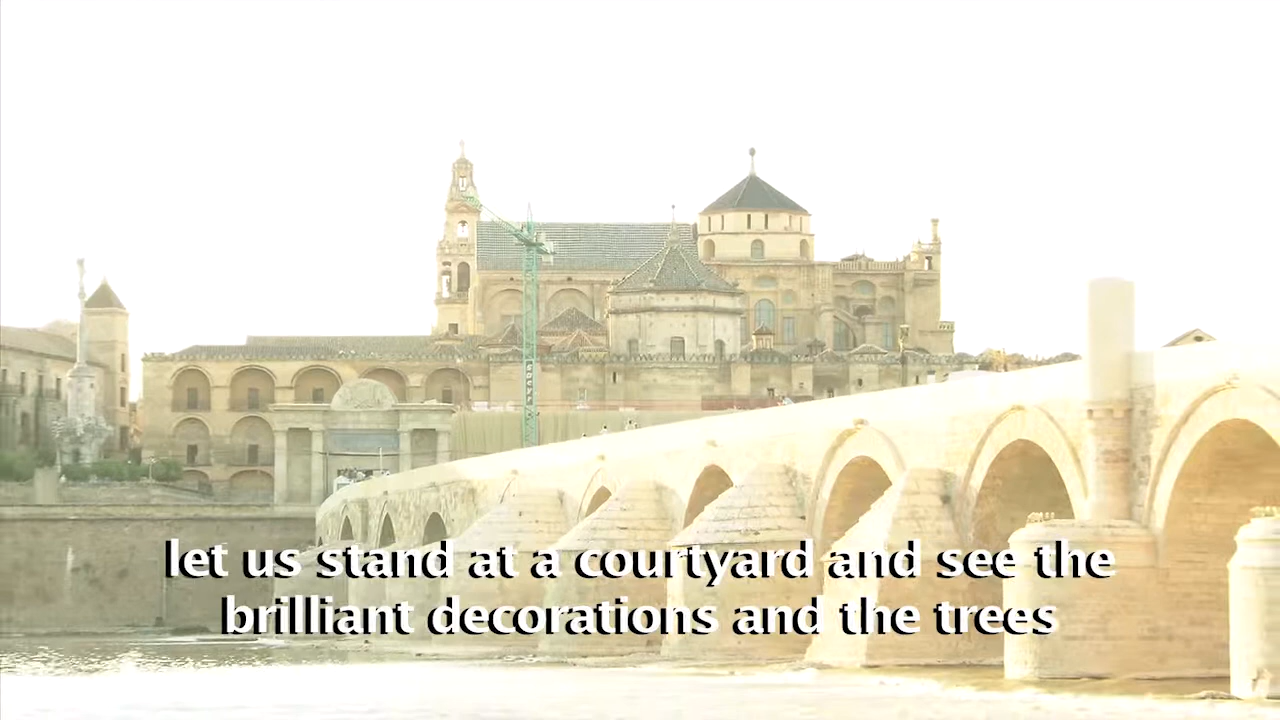 let us stand at a courtyard and see the
brilliant decorations and the trees